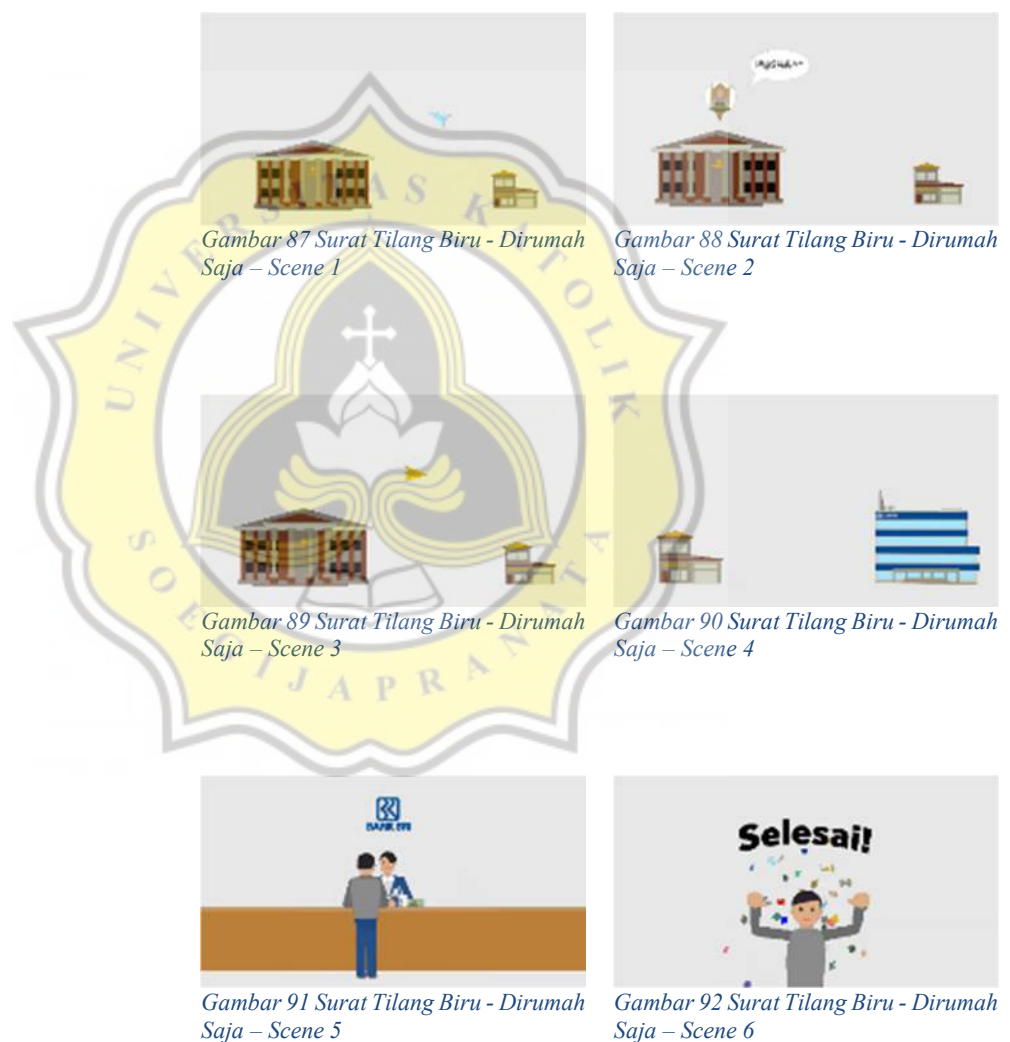 Gambar 87 Surat Tilang Biru - Dirumah
Saja – Scene 1
Gambar 88 Surat Tilang Biru - Dirumah
Saja – Scene 2
UNIVERSITAS KATOLIK
SOEGIJAPRANATA
Gambar 89 Surat Tilang Biru - Dirumah
Saja – Scene 3
Gambar 90 Surat Tilang Biru - Dirumah
Saja – Scene 4
BANK BRI
Selesai!
Gambar 91 Surat Tilang Biru - Dirumah
Saja – Scene 5
Gambar 92 Surat Tilang Biru - Dirumah
Saja – Scene 6